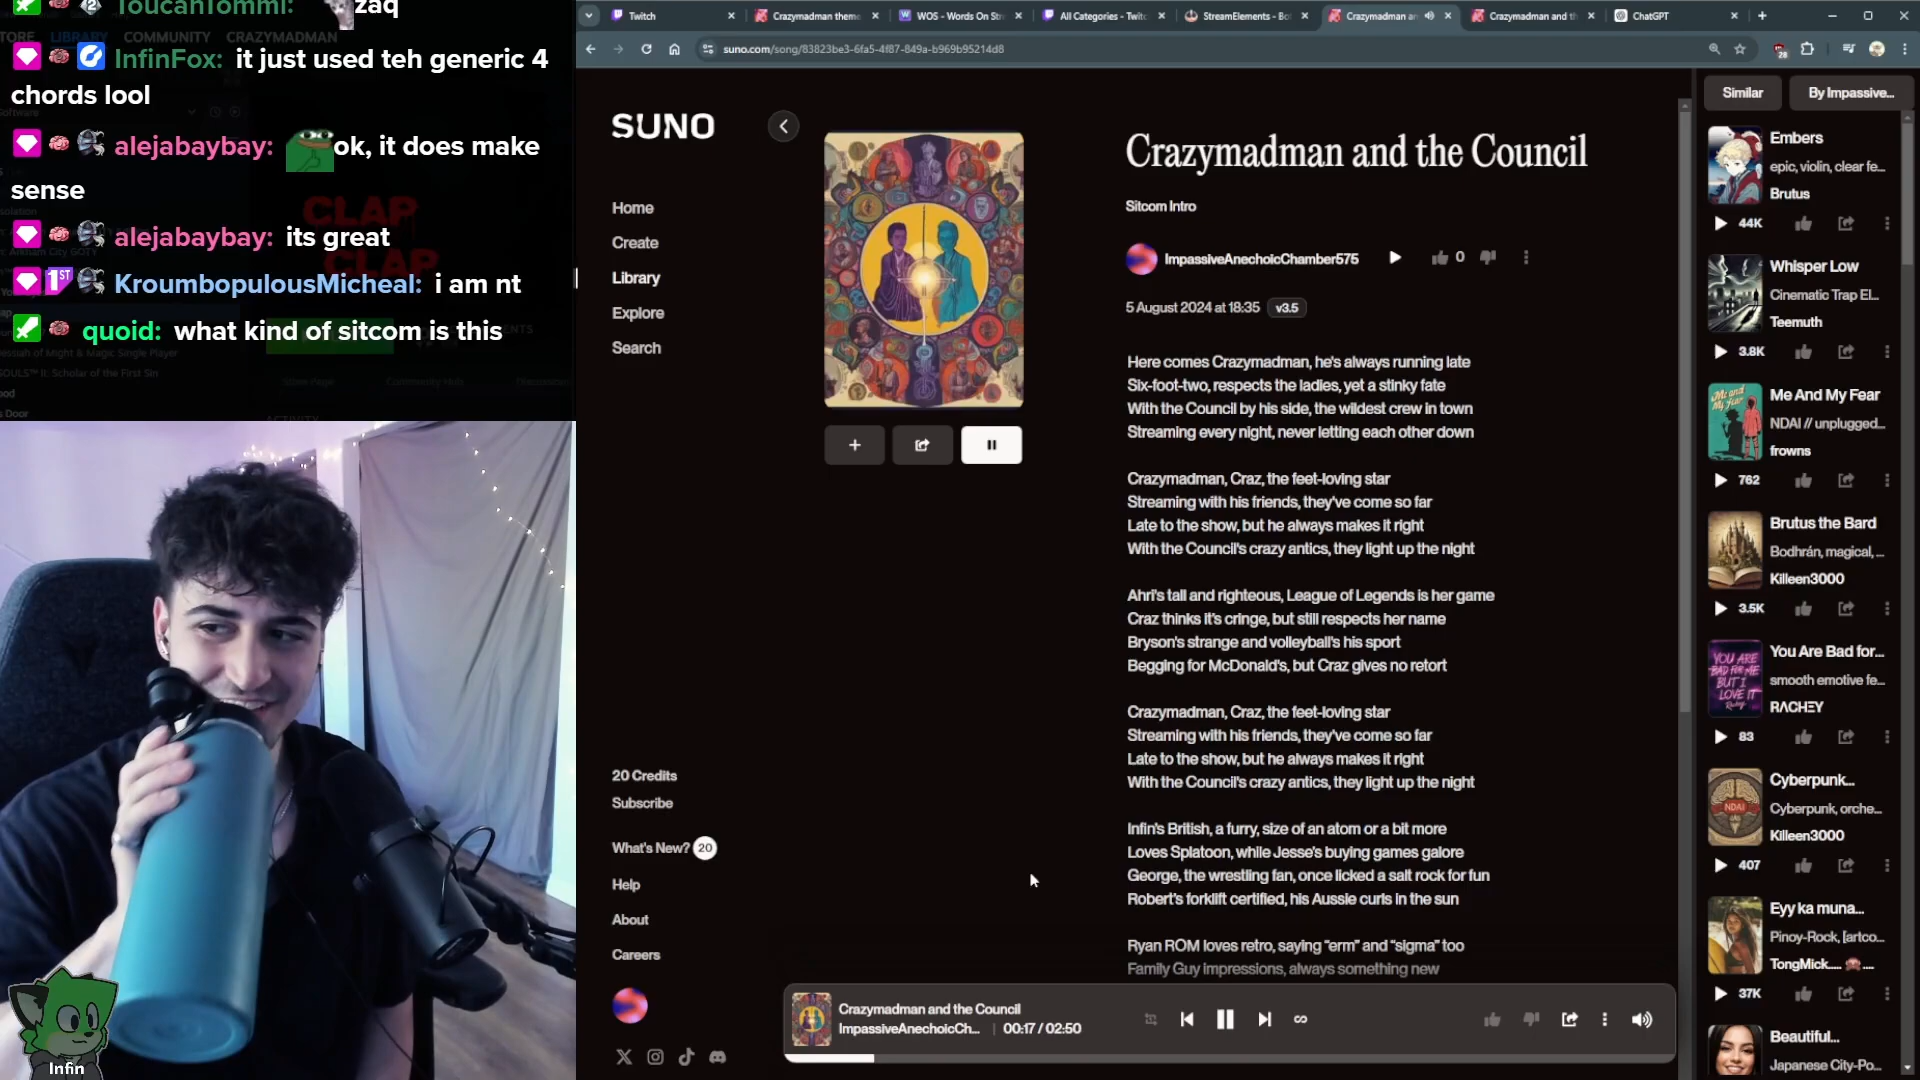 ToucanTommi: zaq
InfinFox: it just used teh generic 4
chords lool
alejabaybay: ok, it does make
sense
alejabaybay: its great
KroumbopulousMicheal: i am nt
quoid: what kind of sitcom is this
LIBRARY COMMUNITY CRAZYMADMAN
CLAP
CLAP
Infin
Twitch
Crazymadman them
WOS - Words On Str
All Categories - Twitc
StreamElements - Bo
Crazymadman an
Crazymadman and th
ChatGPT
suno.com/song/83823be3-6fa5-4f87-849a-b969b95214d8
28
SUNO
Home
Create
Library
Explore
Search
20 Credits
Subscribe
What's New? 20
Help
About
Careers
Crazymadman and the Council
Sitcom Intro
ImpassiveAnechoicChamber575
0
5 August 2024 at 18:35 v3.5
Here comes Crazymadman, he's always running late
Six-foot-two, respects the ladies, yet a stinky fate
With the Council by his side, the wildest crew in town
Streaming every night, never letting each other down
Crazymadman, Craz, the feet-loving star
Streaming with his friends, they've come so far
Late to the show, but he always makes it right
With the Council's crazy antics, they light up the night
Ahri's tall and righteous, League of Legends is her game
Craz thinks it's cringe, but still respects her name
Bryson's strange and volleyball's his sport
Begging for McDonald's, but Craz gives no retort
Crazymadman, Craz, the feet-loving star
Streaming with his friends, they've come so far
Late to the show, but he always makes it right
With the Council's crazy antics, they light up the night
Infin's British, a furry, size of an atom or a bit more
Loves Splatoon, while Jesse's buying games galore
George, the wrestling fan, once licked a salt rock for fun
Robert's forklift certified, his Aussie curls in the sun
Ryan ROM loves retro, saying "erm" and "sigma" too
Family Guy impressions, always something new
Crazymadman and the Council
ImpassiveAnechoicCh... 00:17 / 02:50
Similar
By Impassive...
Embers
epic, violin, clear fe...
Brutus
44K
Whisper Low
Cinematic Trap El...
Teemuth
3.8K
Me And My Fear
NDAI // unplugged...
frowns
762
Brutus the Bard
Bodhrán, magical, ...
Killeen3000
3.5K
YOU ARE
BAD FOR ME
BUT I
LOVE IT
You Are Bad for...
smooth emotive fe...
RΛCHEY
83
NDAI
Cyberpunk...
Cyberpunk, orche...
Killeen3000
407
Eyy ka muna...
Pinoy-Rock, [artco...
TongMick.....
37K
Beautiful...
Japanese City-Po...